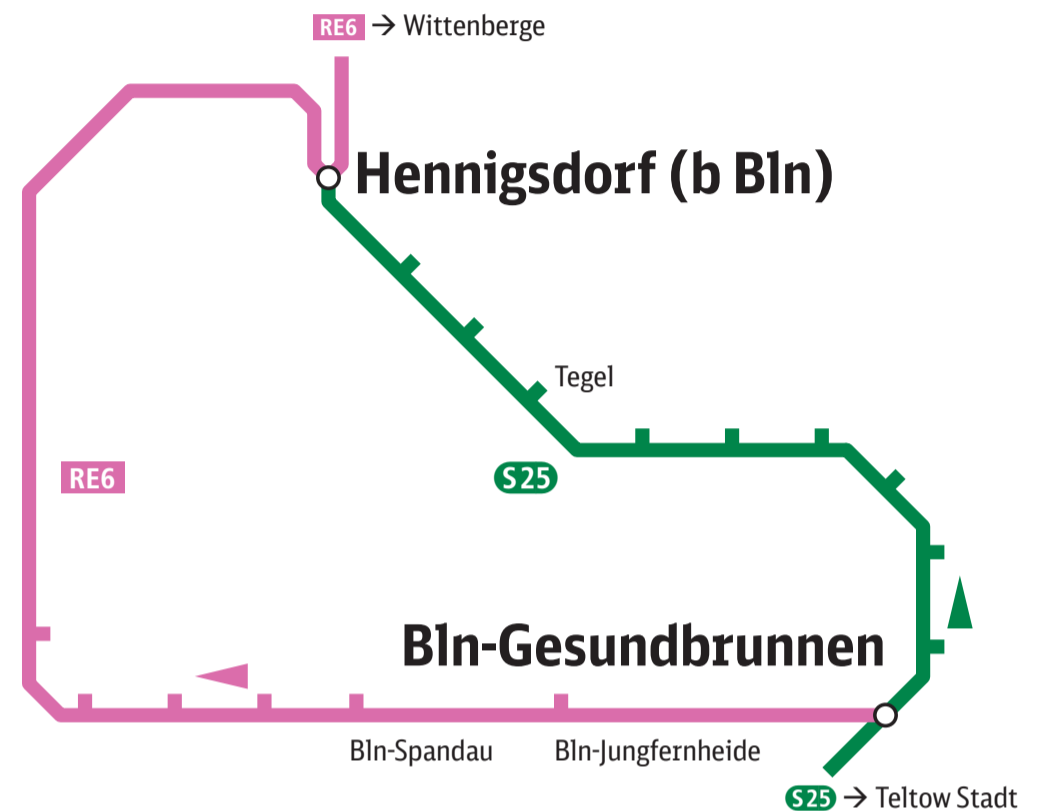 RE6 → Wittenberge
Hennigsdorf (b Bln)
Tegel
RE6
S25
Bln-Gesundbrunnen
Bln-Spandau
Bln-Jungfernheide
S25 → Teltow Stadt